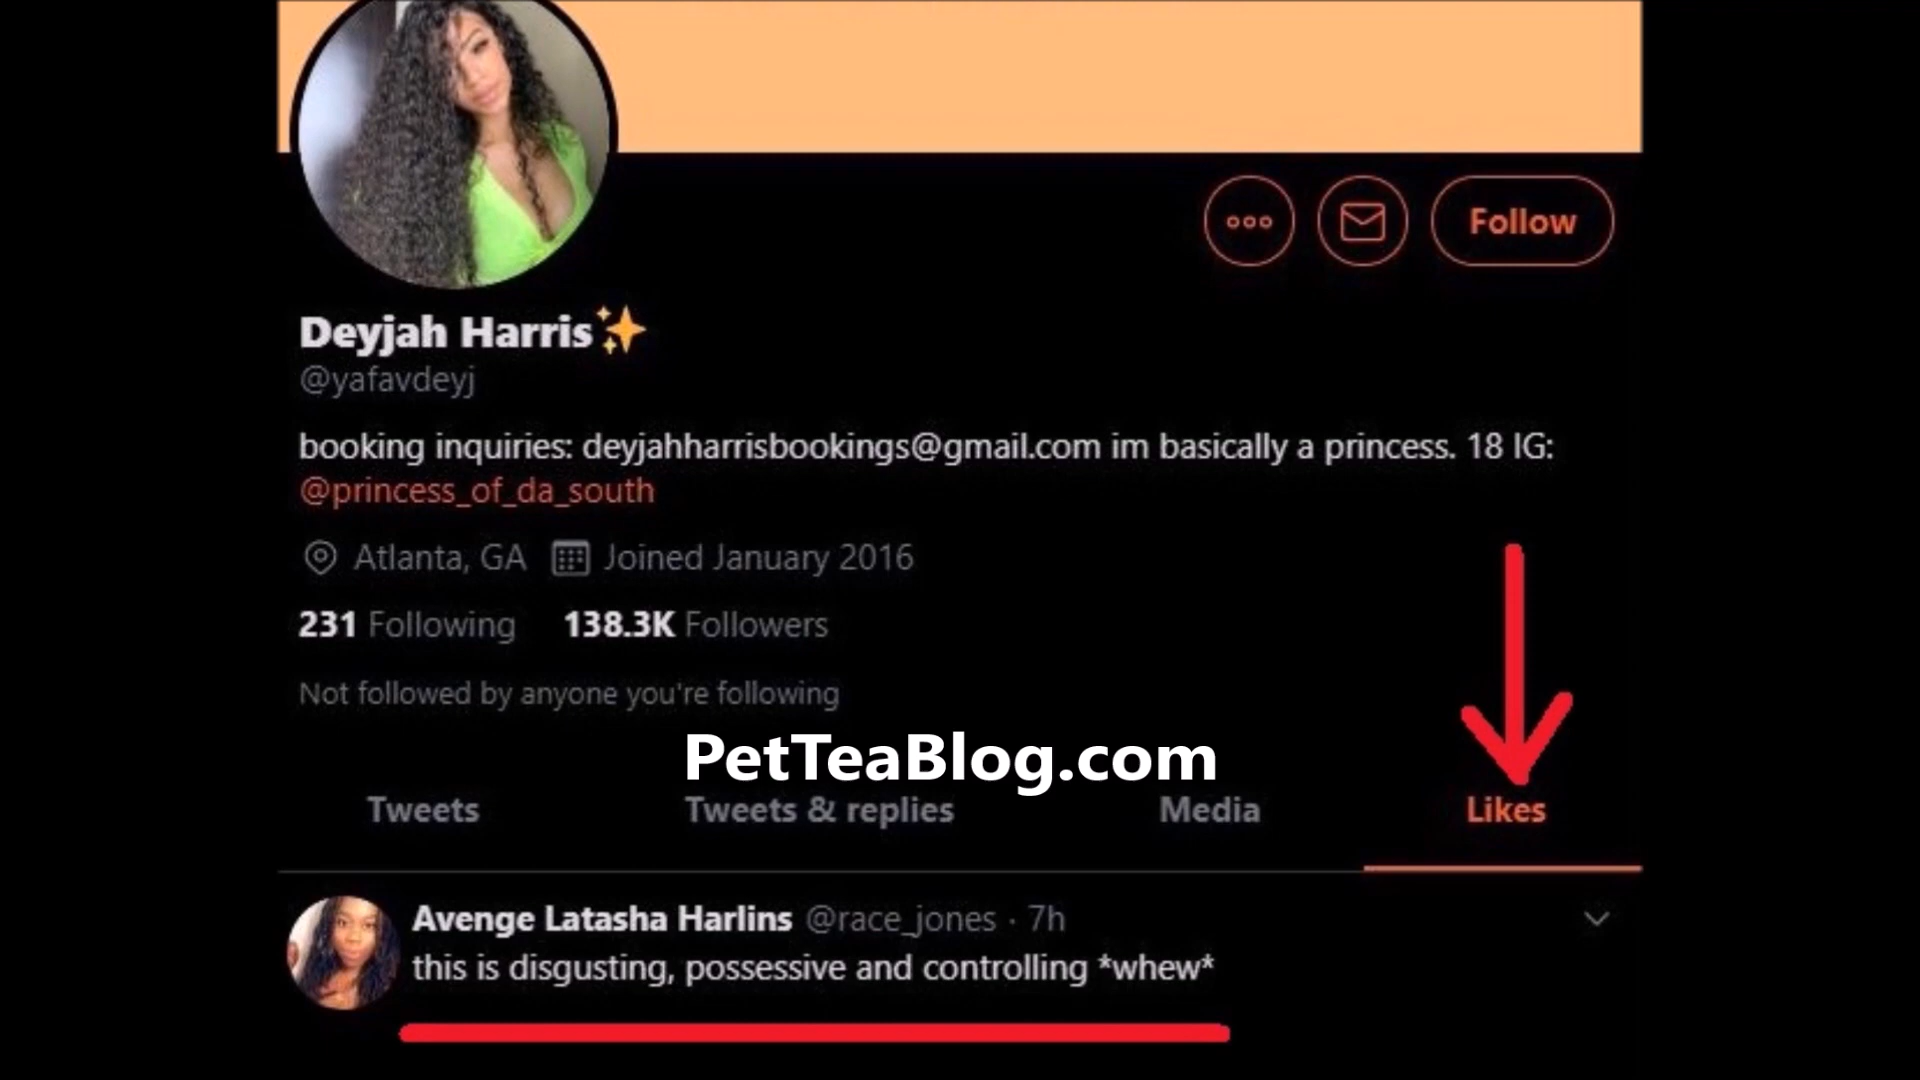 Follow
Deyjah Harris✨
@yafavdeyj
booking inquiries: deyjahharrisbookings@gmail.com im basically a princess. 18 IG:
@princess_of_da_south
Atlanta, GA Joined January 2016
231 Following 138.3K Followers
Not followed by anyone you're following
PetTeaBlog.com
Tweets Tweets & replies Media Likes
Avenge Latasha Harlins @race_jones · 7h
this is disgusting, possessive and controlling *whew*